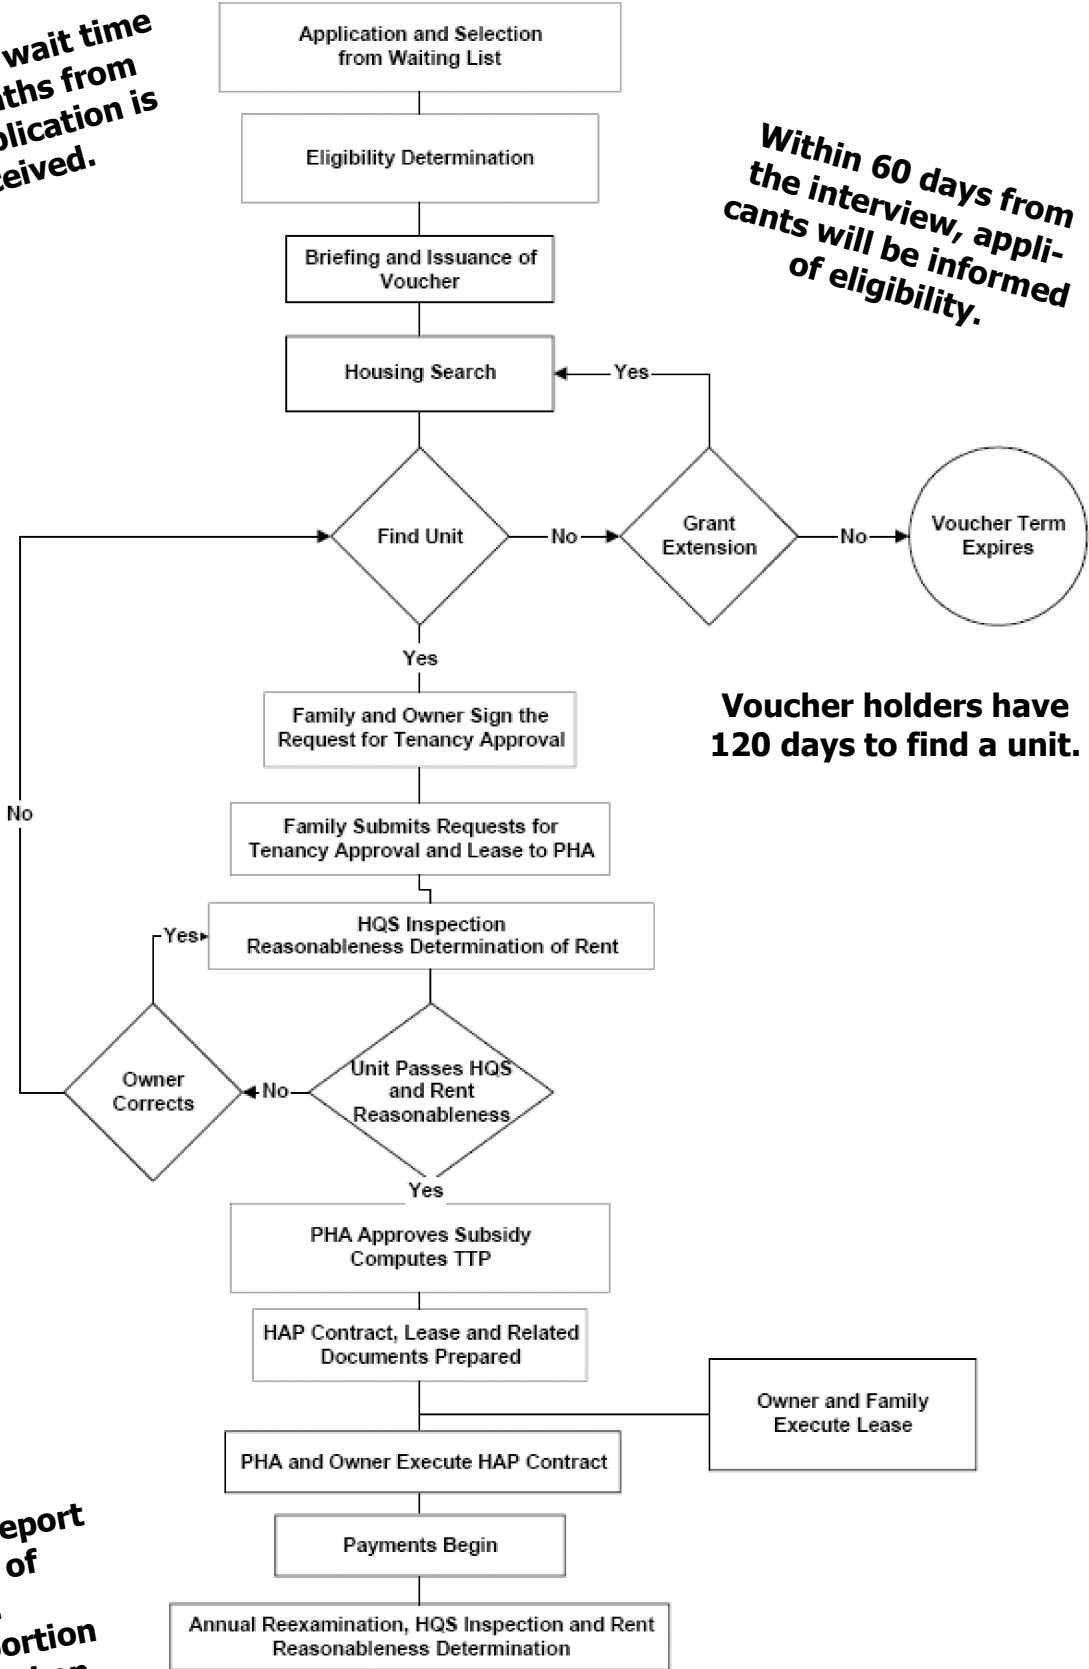 wait time
from
is
Application and Selection
from Waiting List
Eligibility Determination
Within 60 days from
the interview, appli-
cants will be informed
of eligibility.
Briefing and Issuance of
Voucher
Housing Search
Yes
Find Unit
No
Grant
Extension
No
Voucher Term
Expires
Yes
Voucher holders have
120 days to find a unit.
Family and Owner Sign the
Request for Tenancy Approval
No
Family Submits Requests for
Tenancy Approval and Lease to PHA
Yes
HQS Inspection
Reasonableness Determination of Rent
Owner
Corrects
No
Unit Passes HQS
and Rent
Reasonableness
Yes
PHA Approves Subsidy
Computes TTP
HAP Contract, Lease and Related
Documents Prepared
Owner and Family
Execute Lease
PHA and Owner Execute HAP Contract
Payments Begin
of
Annual Reexamination, HQS Inspection and Rent
Reasonableness Determination